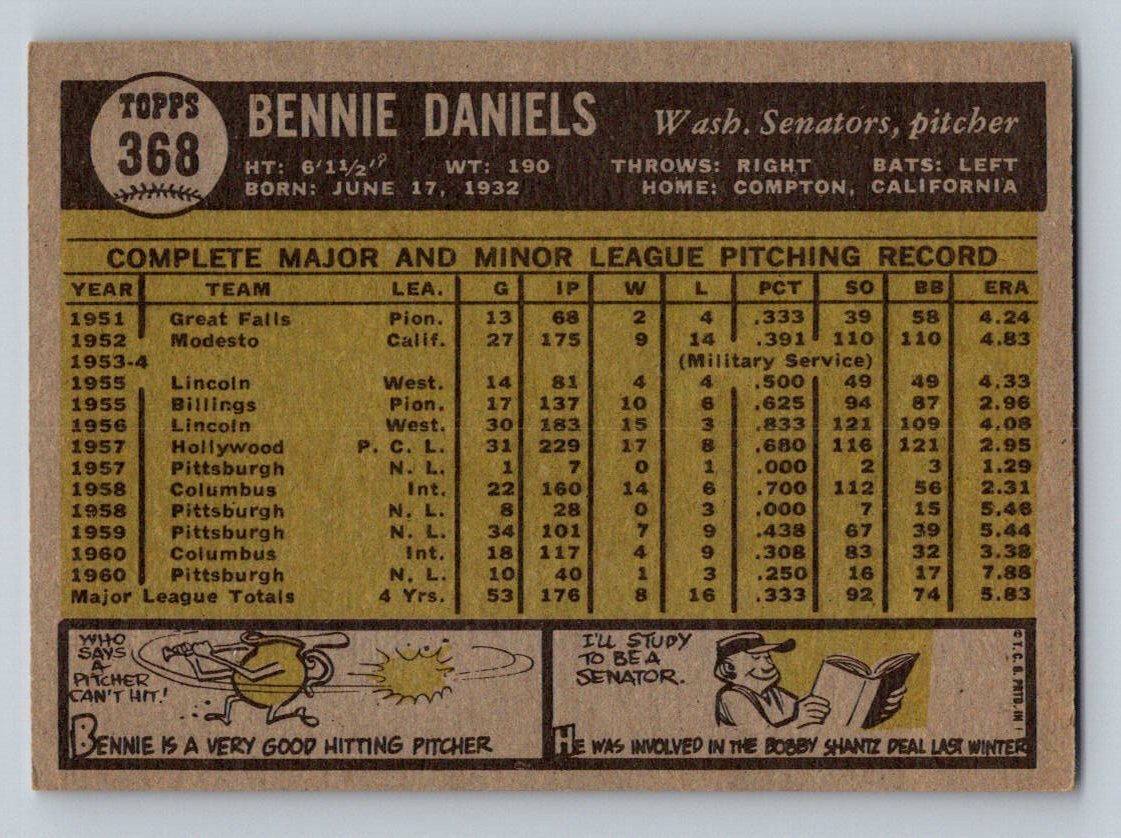 TOPPS
368
BENNIE DANIELS
Wash. Senators, pitcher
HT: 6'1½" WT: 190 THROWS: RIGHT BATS: LEFT
BORN: JUNE 17, 1932 HOME: COMPTON, CALIFORNIA
COMPLETE MAJOR AND MINOR LEAGUE PITCHING RECORD
YEAR TEAM LEA. G IP W L PCT SO BB ERA
1951 Great Falls Pion. 13 68 2 4 .333 39 58 4.24
1952 Modesto Calif. 27 175 9 14 .391 110 110 4.83
1953-4 (Military Service)
1955 Lincoln West. 14 81 4 4 .500 49 49 4.33
1955 Billings Pion. 17 137 10 6 .625 94 87 2.96
1956 Lincoln West. 30 183 15 3 .833 121 109 4.08
1957 Hollywood P. C. L. 31 229 17 8 .680 116 121 2.95
1957 Pittsburgh N. L. 1 7 0 1 .000 2 3 1.29
1958 Columbus Int. 22 160 14 6 .700 112 56 2.31
1958 Pittsburgh N. L. 8 28 0 3 .000 7 15 5.46
1959 Pittsburgh N. L. 34 101 7 9 .438 67 39 5.44
1960 Columbus Int. 18 117 4 9 .308 83 32 3.38
1960 Pittsburgh N. L. 10 40 1 3 .250 16 17 7.88
Major League Totals 4 Yrs. 53 176 8 16 .333 92 74 5.83
WHO
SAYS
A
PITCHER
CAN'T HIT!
BENNIE IS A VERY GOOD HITTING PITCHER
I'LL STUDY
TO BE A
SENATOR.
HE WAS INVOLVED IN THE BOBBY SHANTZ DEAL LAST WINTER
© T. C. G. PRTD. IN